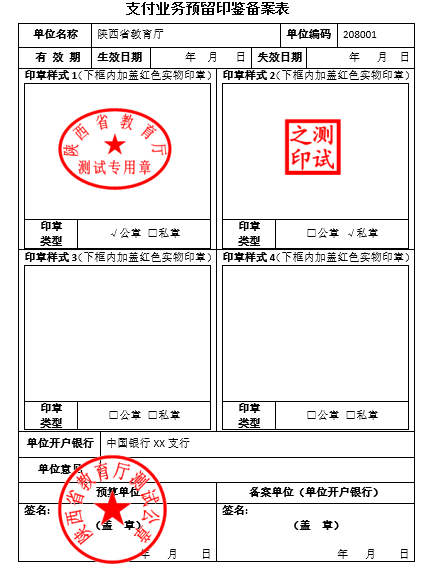 支付业务预留印鉴备案表
单位名称 陕西省教育厅 单位编码 208001
有 效 期 生效日期 年 月 日 失效日期 年 月 日
印章样式 1(下框内加盖红色实物印章) 印章样式 2(下框内加盖红色实物印章)
陕西省教育厅
测试专用章
测试
之印
印章
类型 √公章 □私章 印章
类型 □公章 √私章
印章样式 3(下框内加盖红色实物印章) 印章样式 4(下框内加盖红色实物印章)
印章
类型 □公章 □私章 印章
类型 □公章 □私章
单位开户银行 中国银行 XX 支行
单位意见
预签单位 备案单位（单位开户银行）
签名: 签名:
陕西省教育厅测试公章
（盖 章） （盖 章）
年 月 日 年 月 日